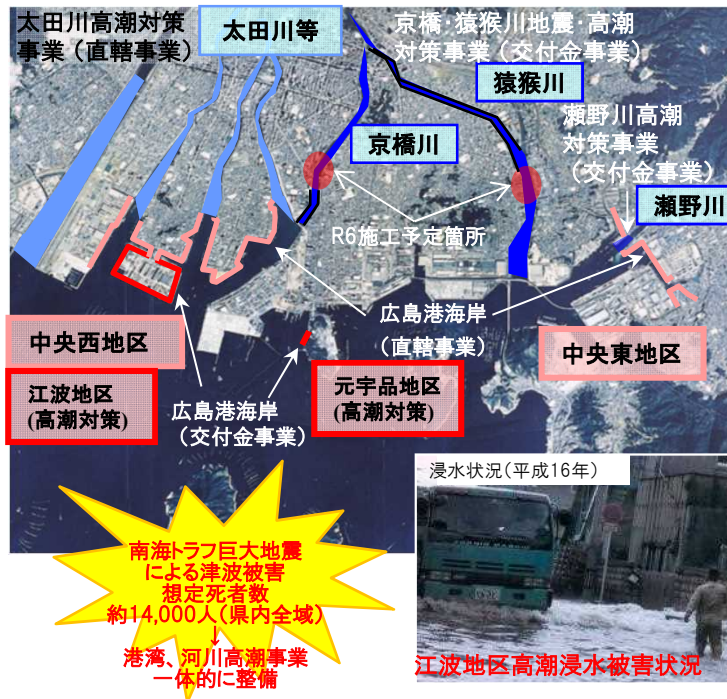 太田川高潮対策
事業（直轄事業）
太田川等
京橋・猿猴川地震・高潮
対策事業（交付金事業）
猿猴川
瀬野川高潮
対策事業
（交付金事業）
京橋川
瀬野川
R6施工予定箇所
広島港海岸
（直轄事業）
中央西地区
中央東地区
江波地区
(高潮対策)
広島港海岸
（交付金事業）
元宇品地区
(高潮対策)
南海トラフ巨大地震
による津波被害
想定死者数
約14,000人（県内全域）
↓
港湾、河川高潮事業
一体的に整備
浸水状況（平成16年）
江波地区高潮浸水被害状況